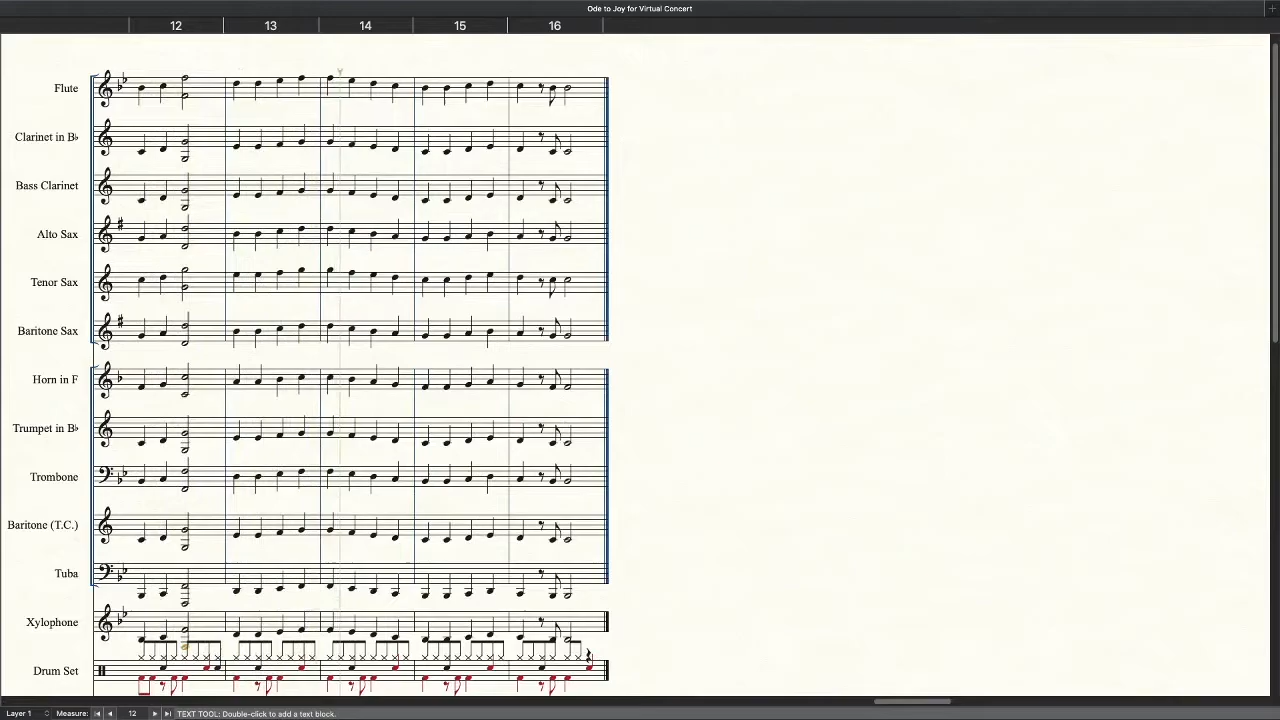 Ode to Joy for Virtual Concert
12 13 14 15 16
Flute
Clarinet in B♭
Bass Clarinet
Alto Sax
Tenor Sax
Baritone Sax
Horn in F
Trumpet in B♭
Trombone
Baritone (T.C.)
Tuba
Xylophone
Drum Set
Layer 1 Measure: 12 TEXT TOOL: Double-click to add a text block.